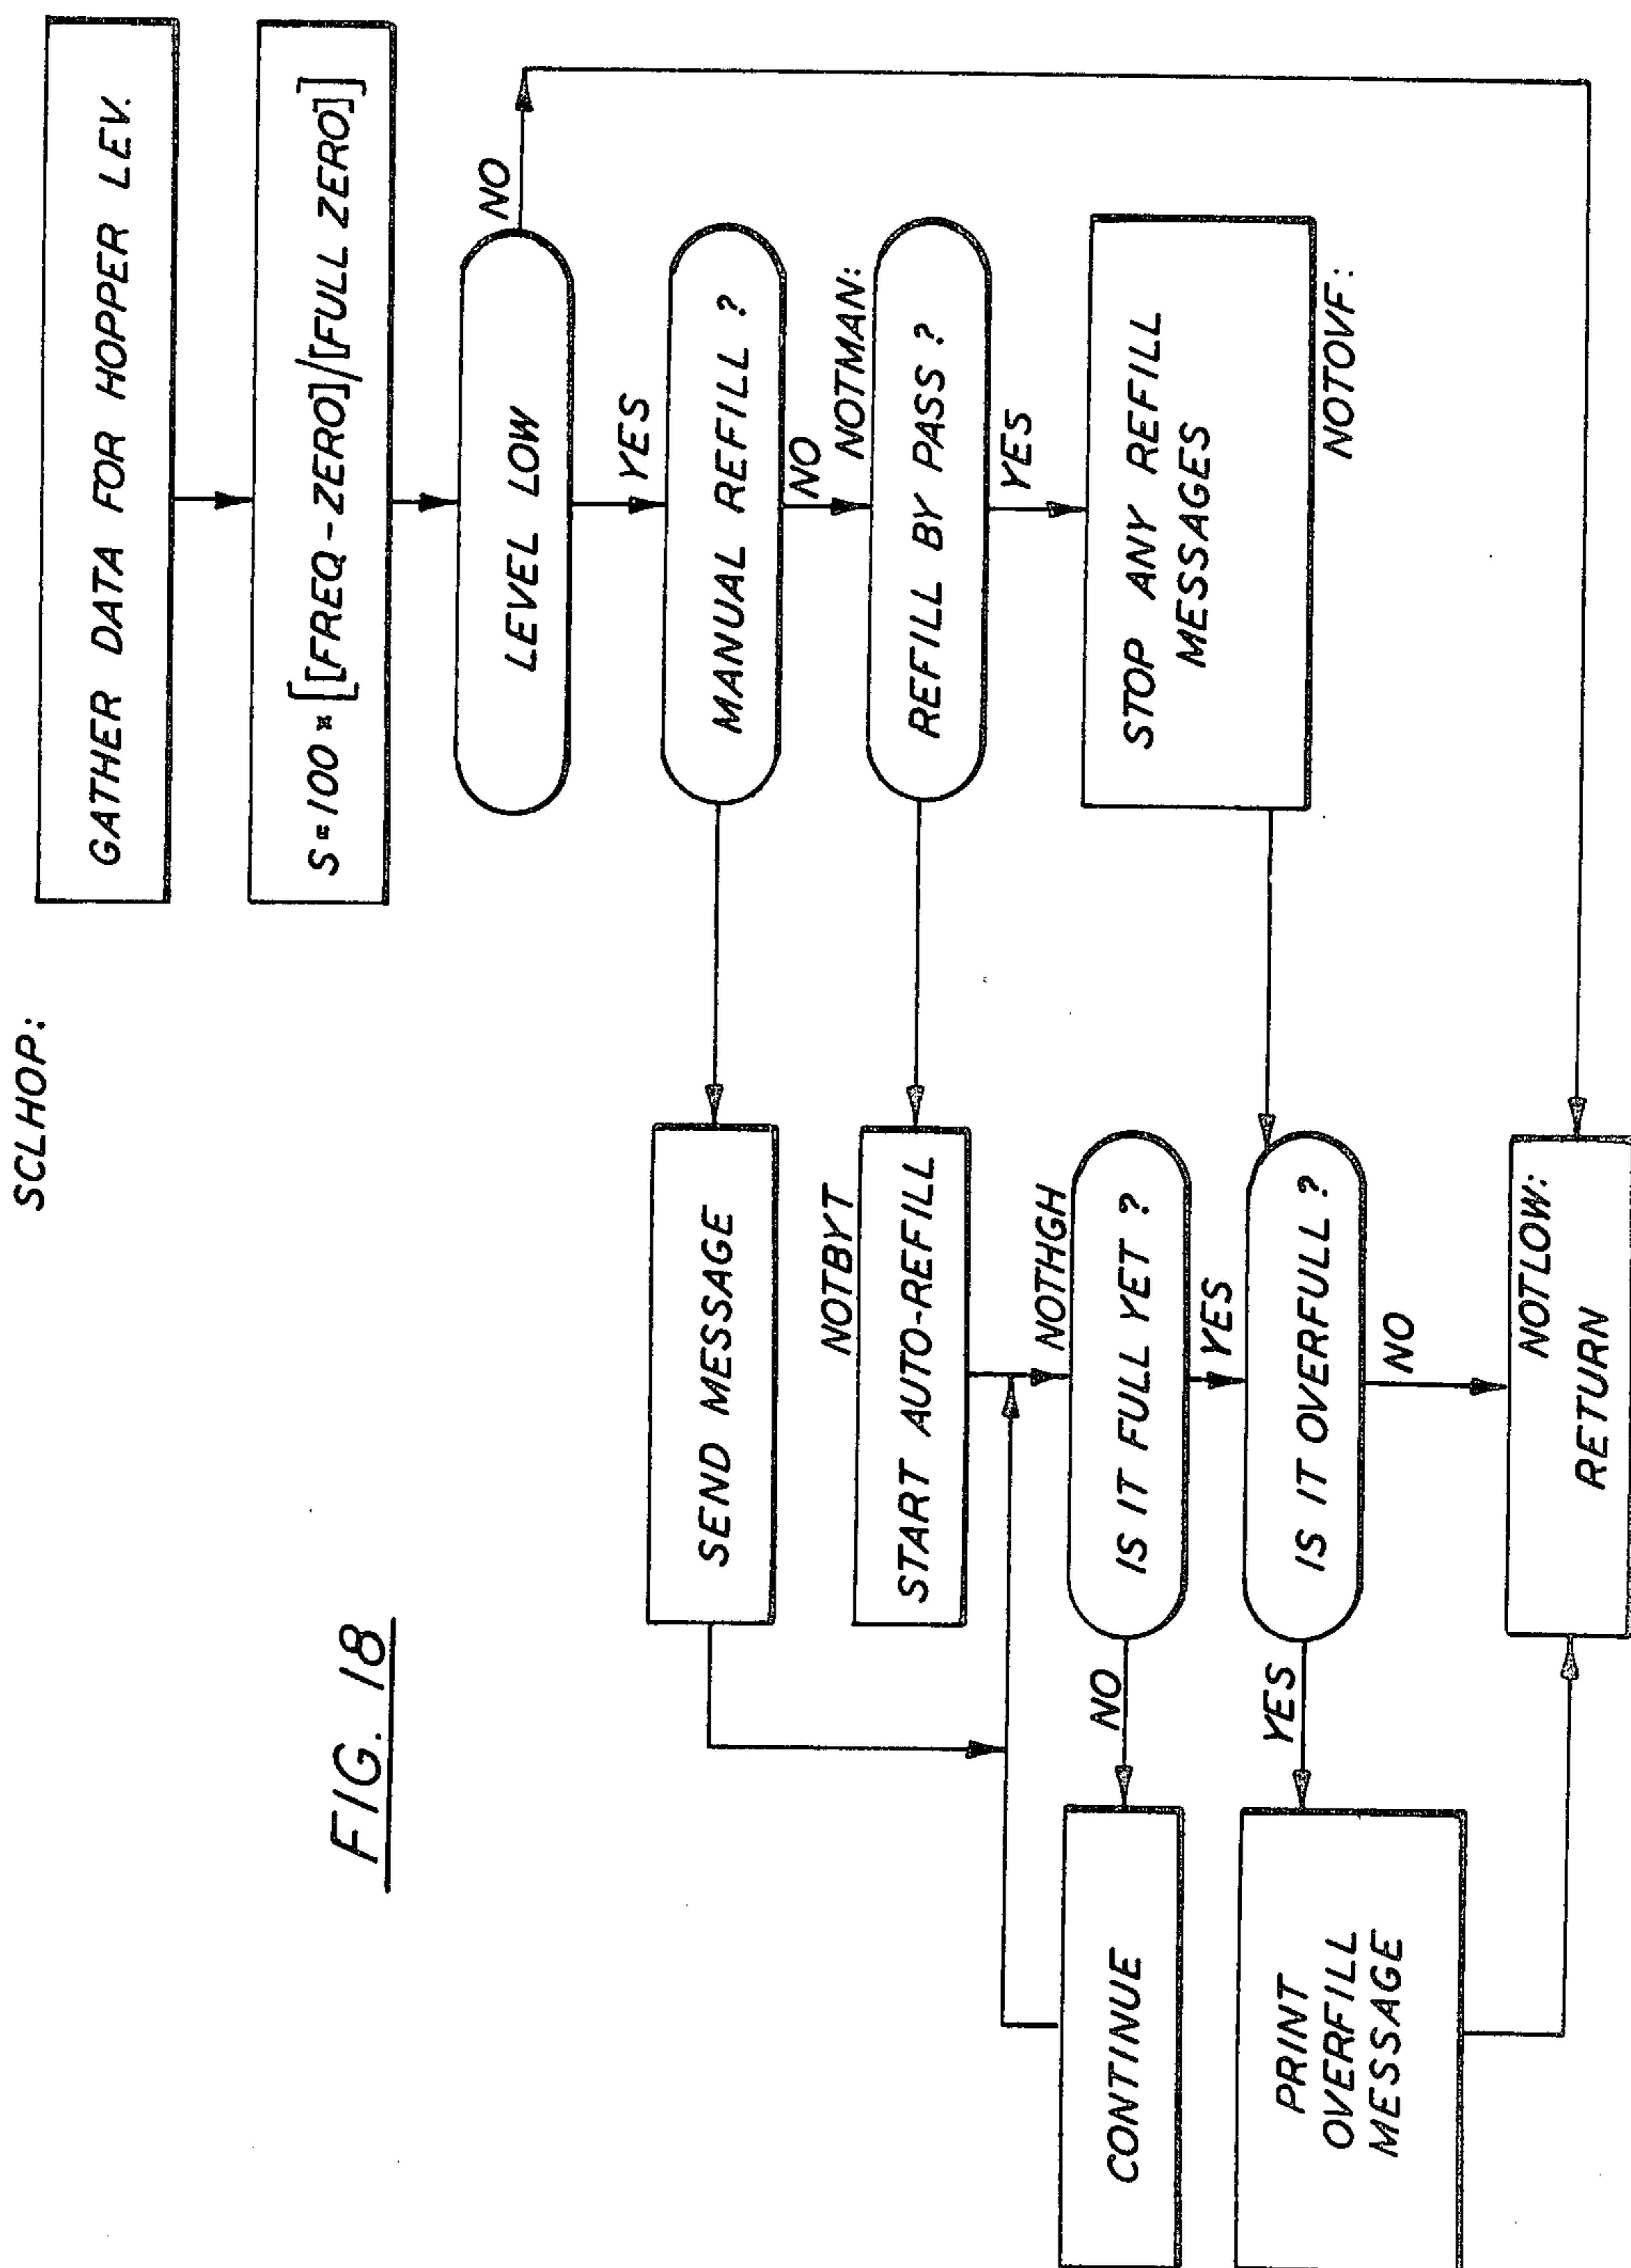 SCLHOP:
GATHER DATA FOR HOPPER LEV.
S = 100 × [[FREQ-ZERO]/[FULL ZERO]]
LEVEL LOW
NO
YES
MANUAL REFILL ?
SEND MESSAGE
NO
NOTMAN:
REFILL BY PASS ?
NOTBYT
START AUTO-REFILL
YES
STOP ANY REFILL
MESSAGES
NOTOVF:
NOTHGH
IS IT FULL YET ?
NO
CONTINUE
YES
IS IT OVERFULL ?
YES
PRINT
OVERFILL
MESSAGE
NO
NOTLOW:
RETURN
FIG. 18